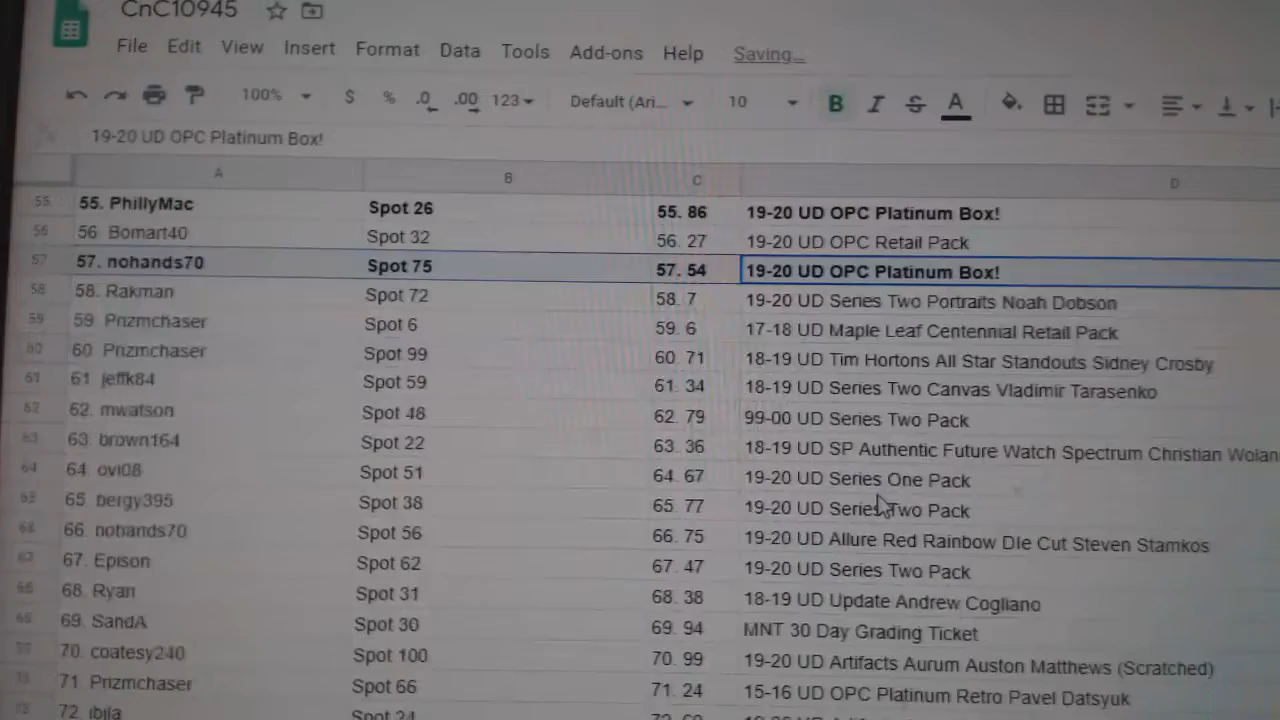 CnC10945
File Edit View Insert Format Data Tools Add-ons Help Saving...
100% $ % .0 .00 123 Default (Ari... 10 B I S A
19-20 UD OPC Platinum Box!
A B C D
55 55. PhillyMac Spot 26 55. 86 19-20 UD OPC Platinum Box!
56 56 Bomart40 Spot 32 56. 27 19-20 UD OPC Retail Pack
57 57. nohands70 Spot 75 57. 54 19-20 UD OPC Platinum Box!
58 58. Rakman Spot 72 58. 7 19-20 UD Series Two Portraits Noah Dobson
59 59 Prizmchaser Spot 6 59. 6 17-18 UD Maple Leaf Centennial Retail Pack
60 60 Prizmchaser Spot 99 60. 71 18-19 UD Tim Hortons All Star Standouts Sidney Crosby
61 61 jeffk84 Spot 59 61. 34 18-19 UD Series Two Canvas Vladimir Tarasenko
62 62. mwatson Spot 48 62. 79 99-00 UD Series Two Pack
63 63 brown164 Spot 22 63. 36 18-19 UD SP Authentic Future Watch Spectrum Christian Wolan
64 64 ovi08 Spot 51 64. 67 19-20 UD Series One Pack
65 65. bergy395 Spot 38 65. 77 19-20 UD Series Two Pack
66 66. nohands70 Spot 56 66. 75 19-20 UD Allure Red Rainbow Die Cut Steven Stamkos
67 67. Epison Spot 62 67. 47 19-20 UD Series Two Pack
68 68. Ryan Spot 31 68. 38 18-19 UD Update Andrew Cogliano
69 69. SandA Spot 30 69. 94 MNT 30 Day Grading Ticket
70 70. coatesy240 Spot 100 70. 99 19-20 UD Artifacts Aurum Auston Matthews (Scratched)
71 71 Prizmchaser Spot 66 71. 24 15-16 UD OPC Platinum Retro Pavel Datsyuk
72 72 Spot 24